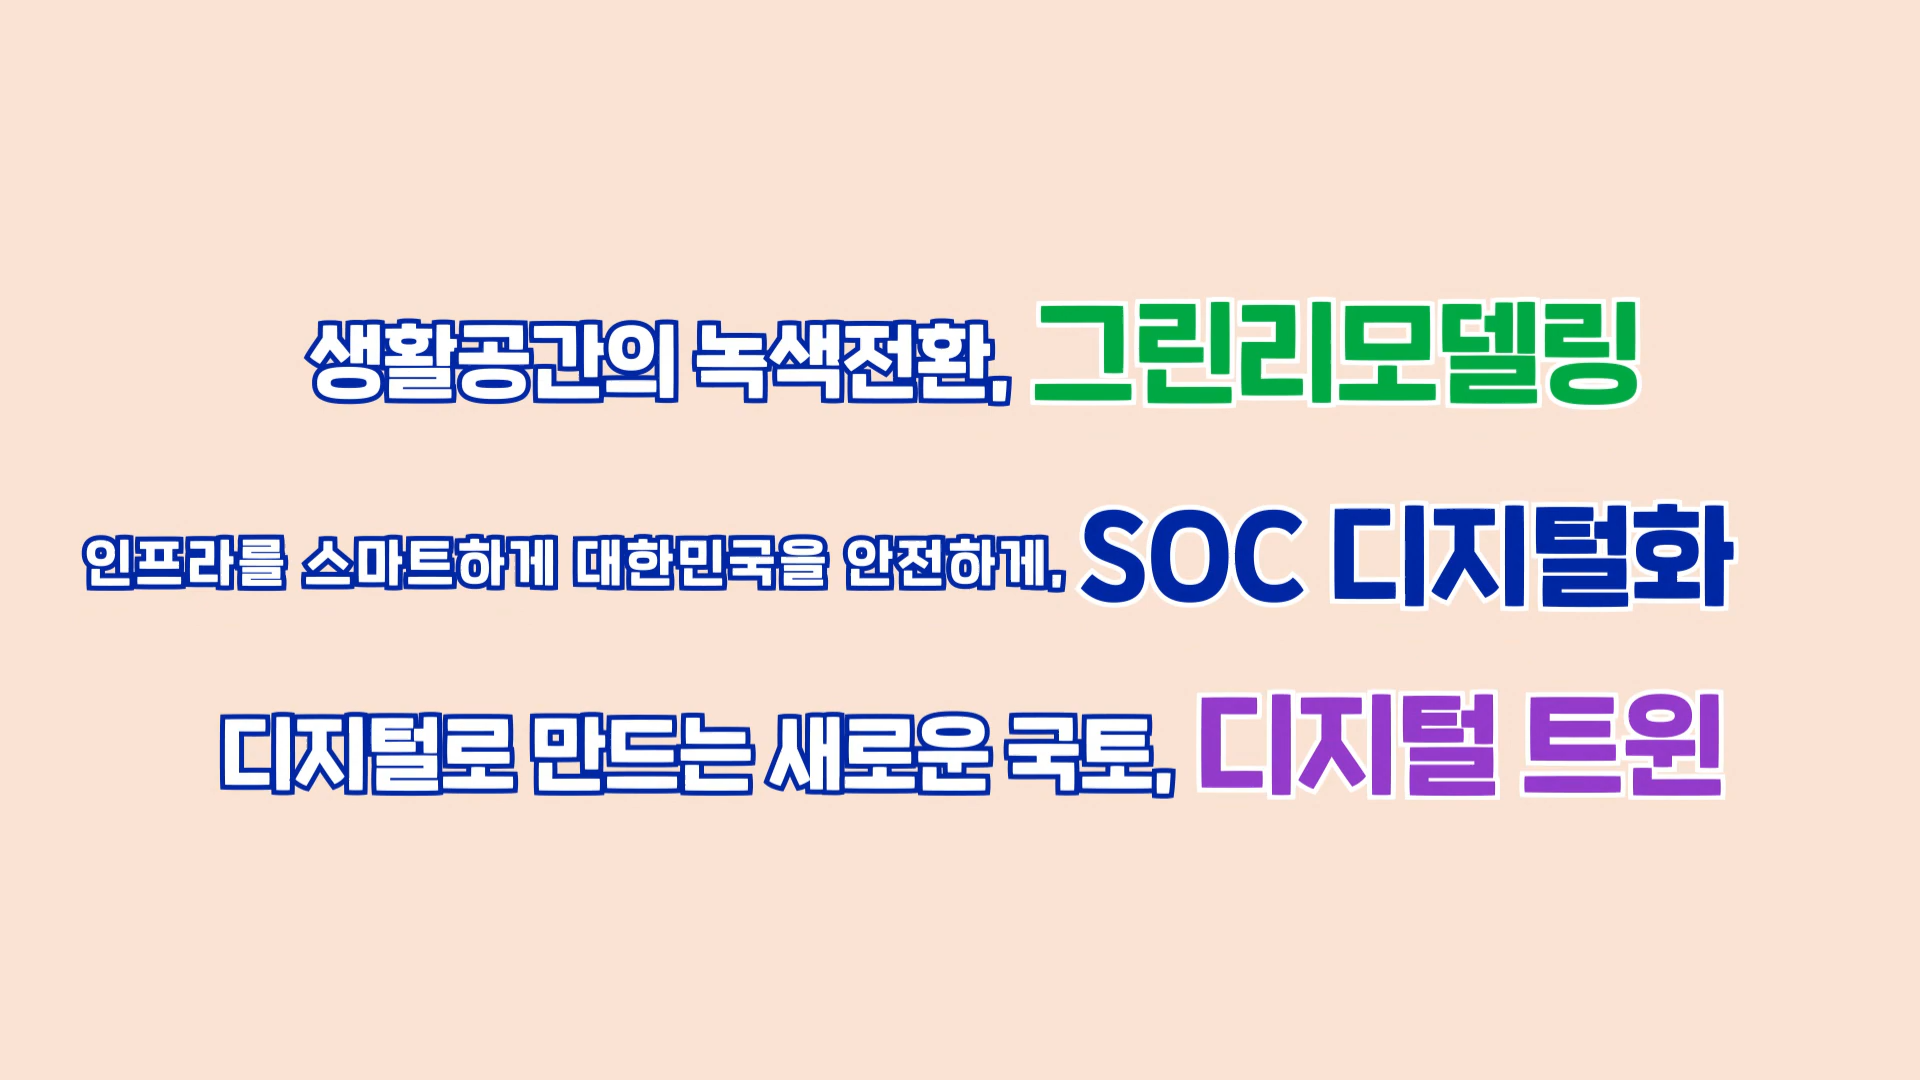 생활공간의 녹색전환, 그린리모델링
인프라를 스마트하게 대한민국을 안전하게, SOC 디지털화
디지털로 만드는 새로운 국토, 디지털 트윈